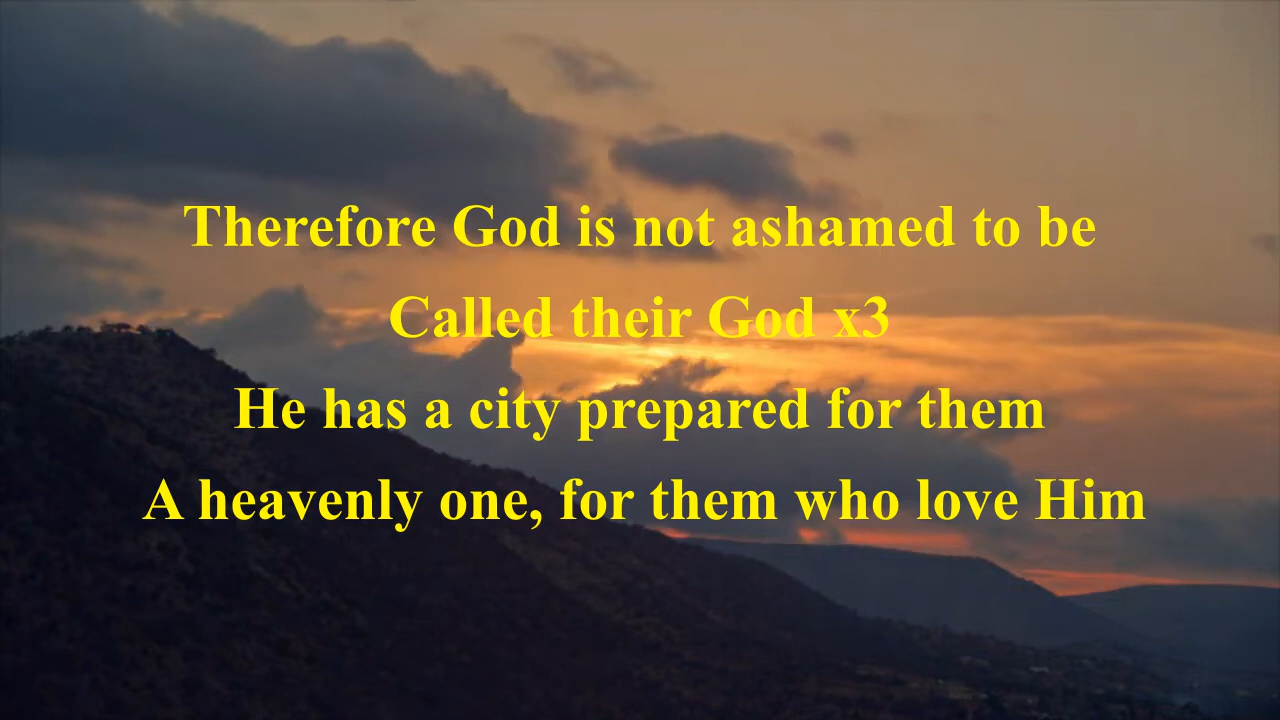 Therefore God is not ashamed to be
Called their God x3
He has a city prepared for them
A heavenly one, for them who love Him